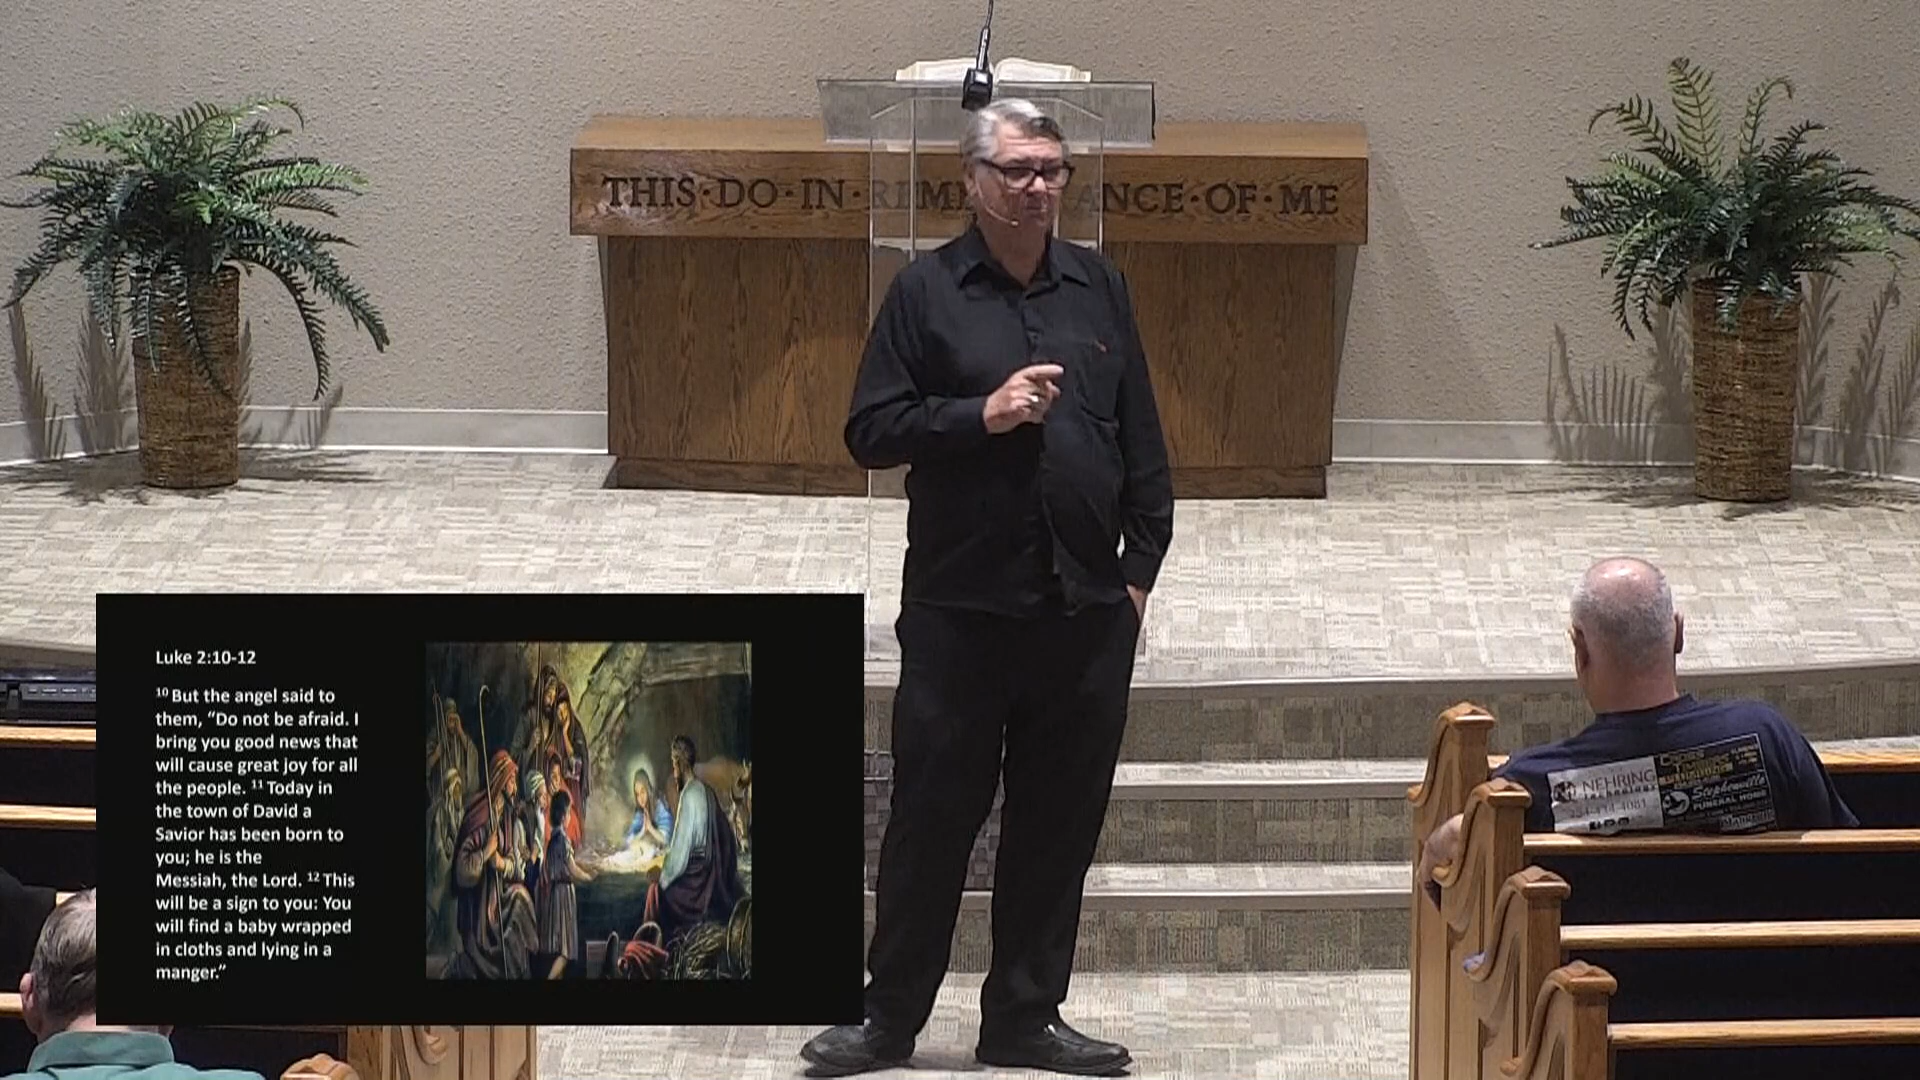 THIS·DO·IN·REME ANCE·OF·ME
Luke 2:10-12
10 But the angel said to
them, “Do not be afraid. I
bring you good news that
will cause great joy for all
the people. 11 Today in
the town of David a
Savior has been born to
you; he is the
Messiah, the Lord. 12 This
will be a sign to you: You
will find a baby wrapped
in cloths and lying in a
manger.”
NEHRING
Stephenville
FUNERAL HOME